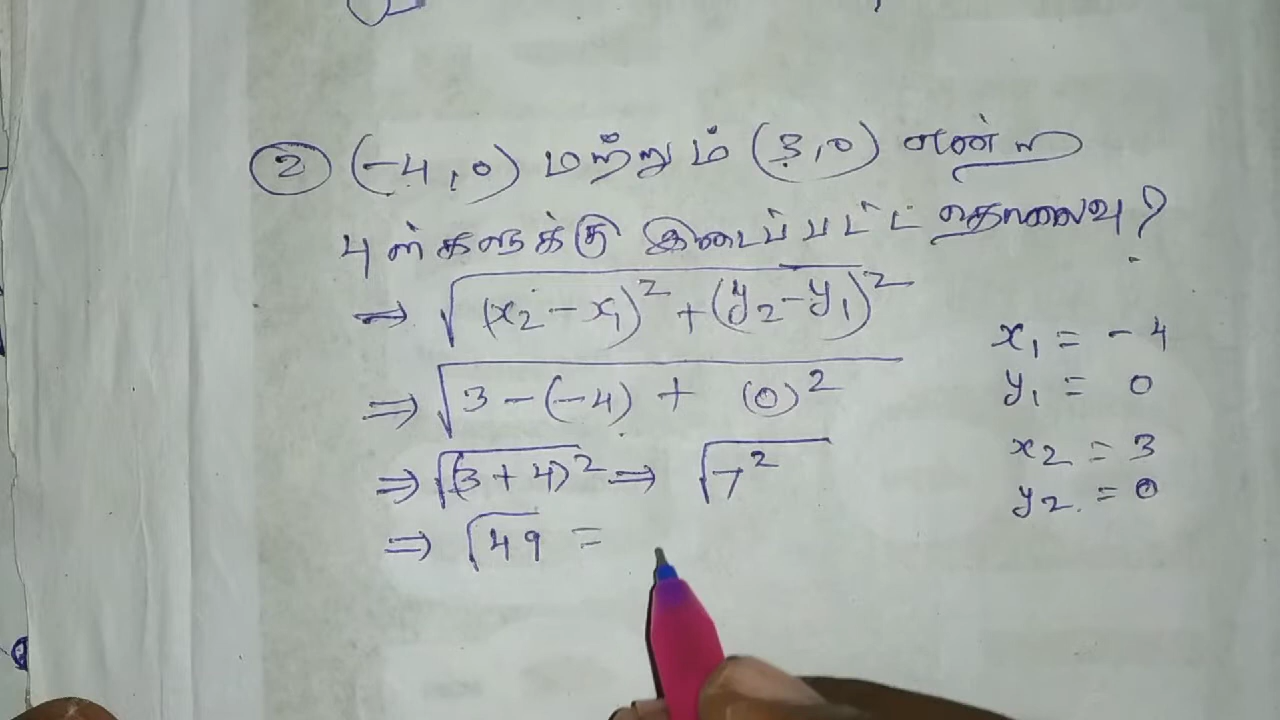 ② (-4,0) மற்றும் (3,0) என்ற
புள்களுக்கு இடைப்பட்ட தொலைவு?
⇒ √(x₂ - x₁)² + (y₂ - y₁)²
x₁ = -4
⇒ √3 - (-4) + (0)²
y₁ = 0
⇒ √(3 + 4)² ⇒ √7²
x₂ = 3
y₂ = 0
⇒ √49 =